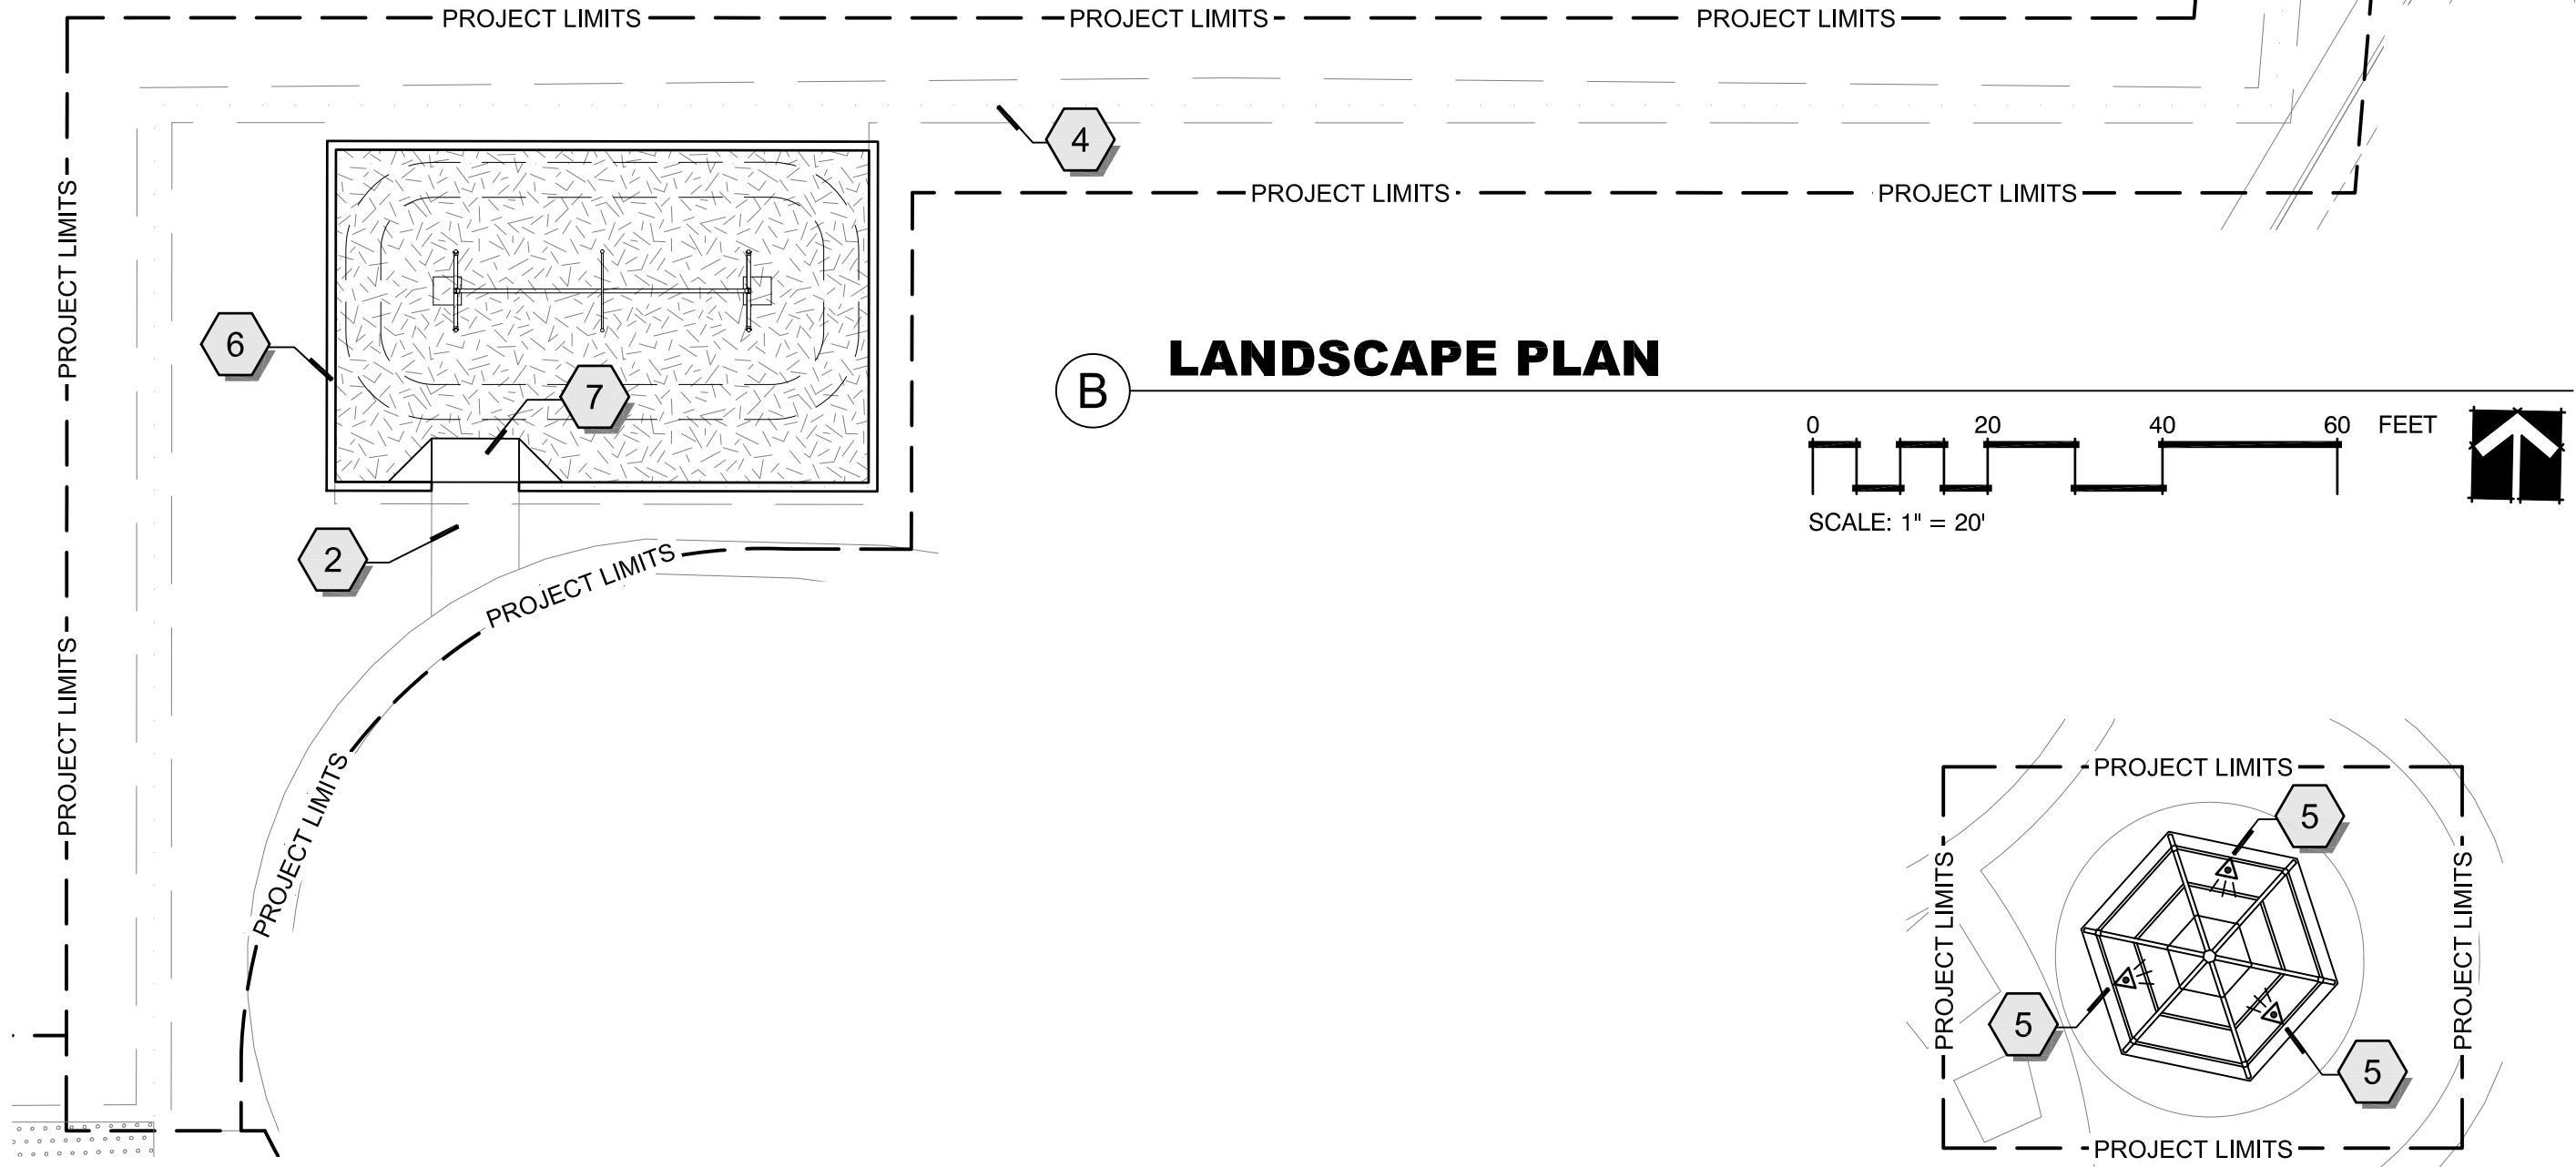 PROJECT LIMITS PROJECT LIMITS PROJECT LIMITS
4
PROJECT LIMITS PROJECT LIMITS
PROJECT LIMITS
6
7
2
PROJECT LIMITS
PROJECT LIMITS
PROJECT LIMITS
B LANDSCAPE PLAN
0 20 40 60 FEET
SCALE: 1" = 20'
PROJECT LIMITS
5
PROJECT LIMITS
PROJECT LIMITS
5
5
PROJECT LIMITS